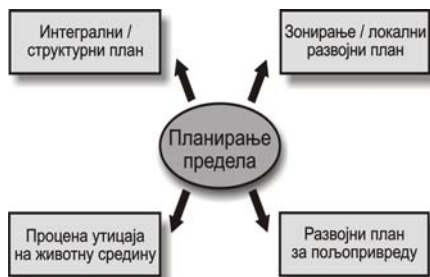 Интегрални /
структурни план
Зонирање / локални
развојни план
Планирање
предела
Процена утицаја
на животну средину
Развојни план
за пољопривреду